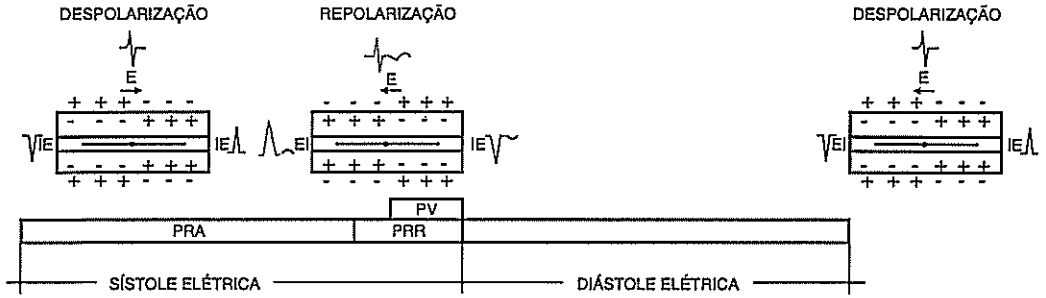 DESPOLARIZAÇÃO REPOLARIZAÇÃO DESPOLARIZAÇÃO
E E E
+ + + - - - - - - + + + + + + - - -
- - - + + + + + + - - - - - - + + +
IE IE EI IE EI IE
- - - + + + + + + - - - - - - + + +
+ + + - - - - - - + + + + + + - - -
PV
PRA PRR
SÍSTOLE ELÉTRICA DIÁSTOLE ELÉTRICA